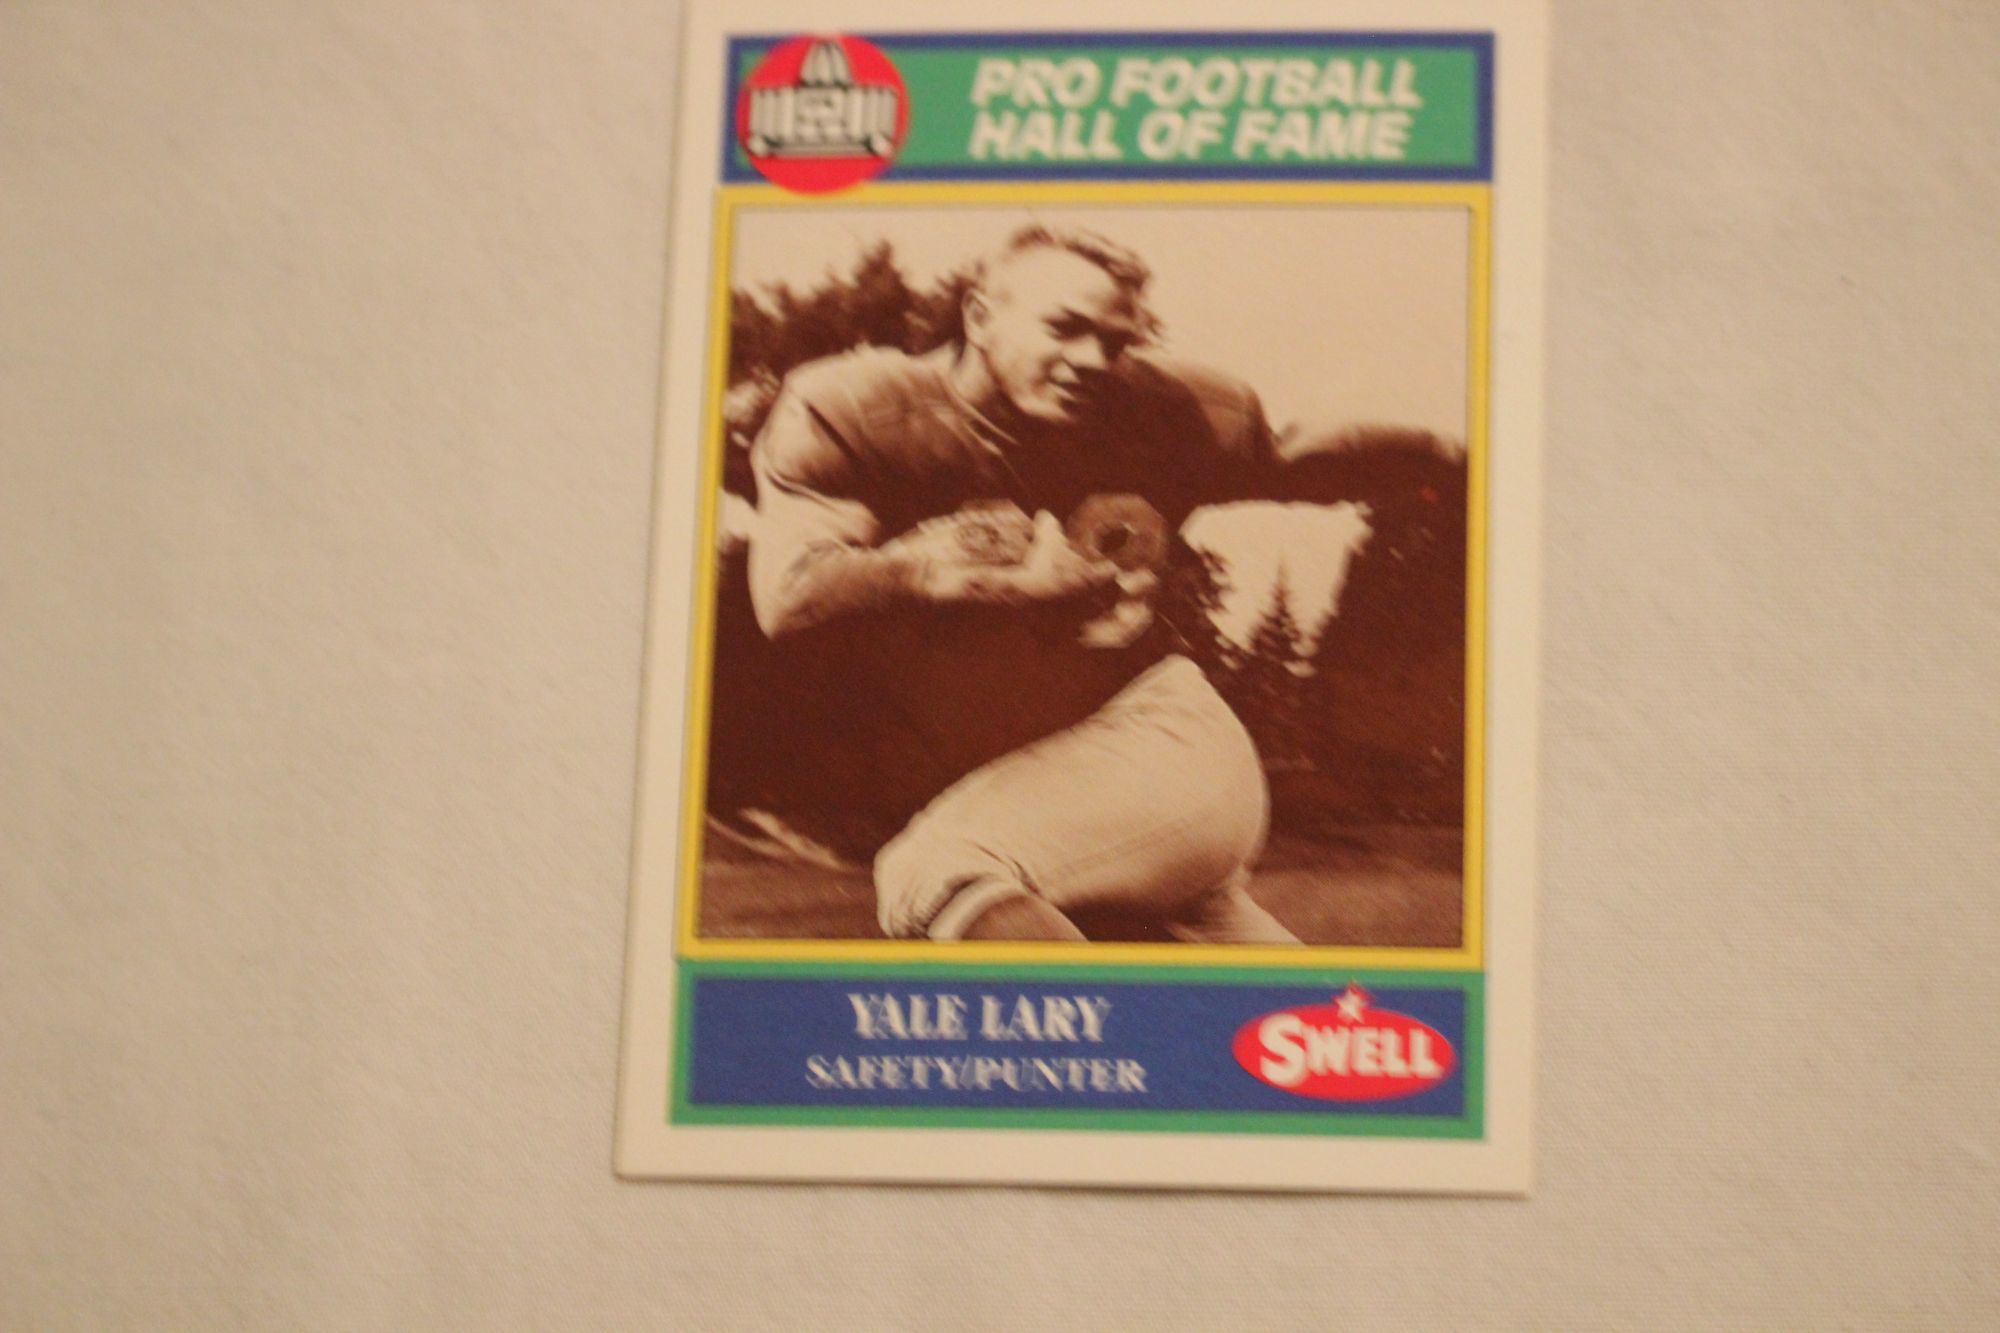 PRO FOOTBALL
HALL OF FAME
YALE LARY
SAFETY/PUNTER
SWELL